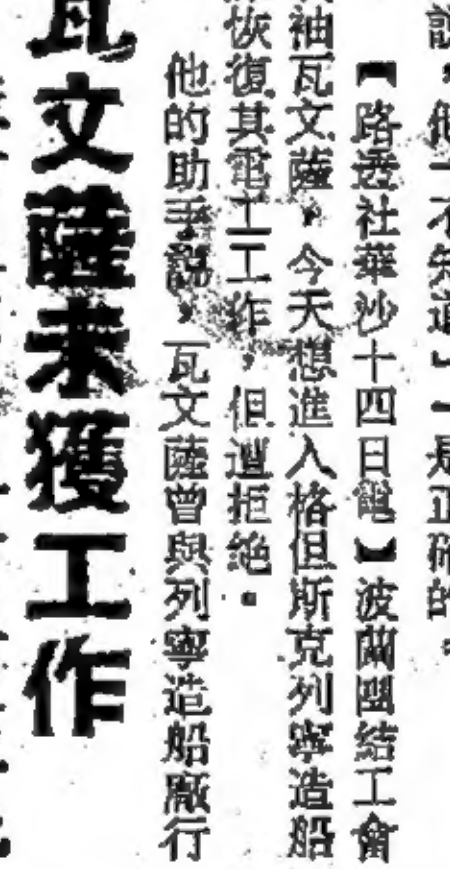 瓦文薩未獲工作
【路透社華沙十四日電】波蘭團結工會
袖瓦文薩，今天想進入格但斯克列寧造船
恢復其電工工作，但遭拒絶。
他的助手說，瓦文薩曾與列寧造船廠行